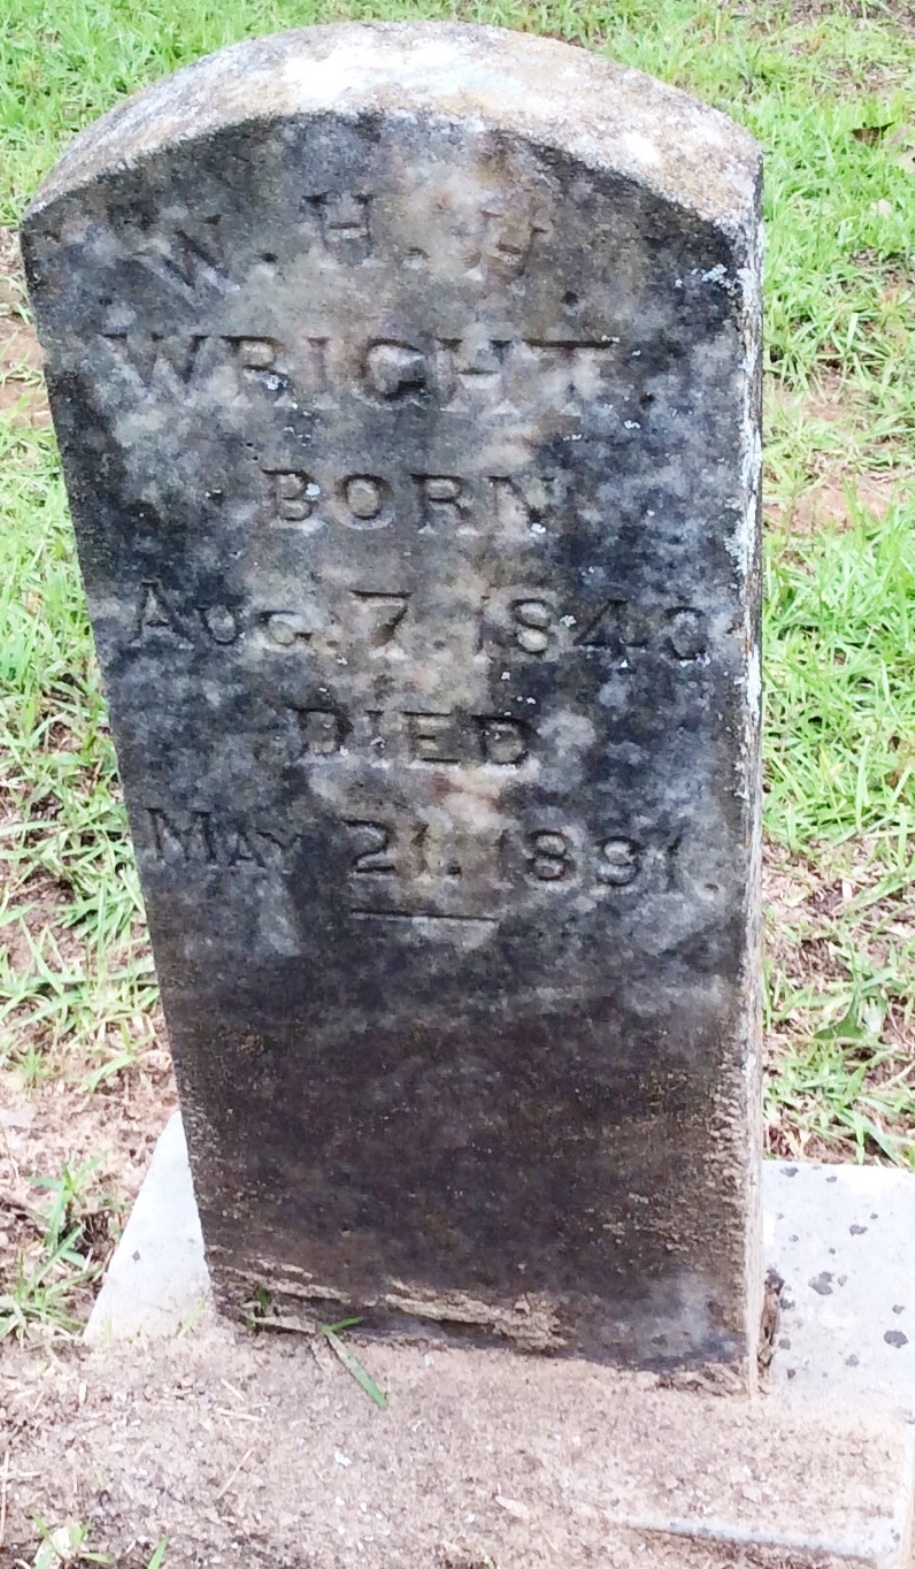 W. H. J
WRIGHT
BORN
AUG. 7. 1840
DIED
MAY 21. 1891.